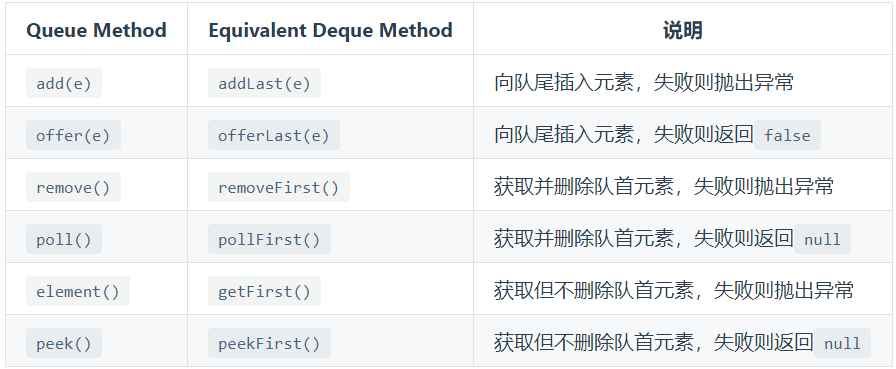 Queue Method Equivalent Deque Method 说明
add(e) addLast(e) 向队尾插入元素，失败则抛出异常
offer(e) offerLast(e) 向队尾插入元素，失败则返回 false
remove() removeFirst() 获取并删除队首元素，失败则抛出异常
poll() pollFirst() 获取并删除队首元素，失败则返回 null
element() getFirst() 获取但不删除队首元素，失败则抛出异常
peek() peekFirst() 获取但不删除队首元素，失败则返回 null